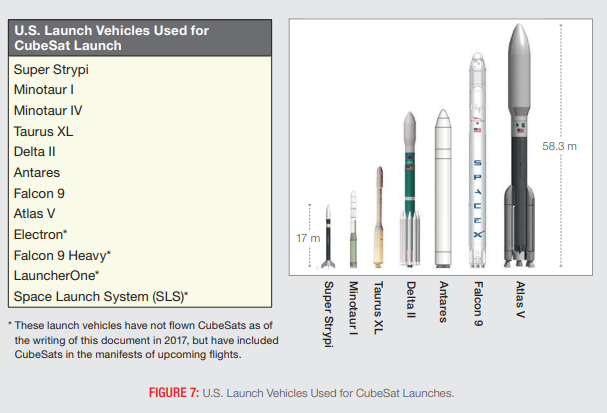 U.S. Launch Vehicles Used for
CubeSat Launch
Super Strypi
Minotaur I
Minotaur IV
Taurus XL
Delta II
Antares
Falcon 9
Atlas V
Electron*
Falcon 9 Heavy*
LauncherOne*
Space Launch System (SLS)*
* These launch vehicles have not flown CubeSats as of
the writing of this document in 2017, but have included
CubeSats in the manifests of upcoming flights.
17 m
58.3 m
SPACEX
Super Strypi
Minotaur I
Taurus XL
Delta II
Antares
Falcon 9
Atlas V
FIGURE 7: U.S. Launch Vehicles Used for CubeSat Launches.